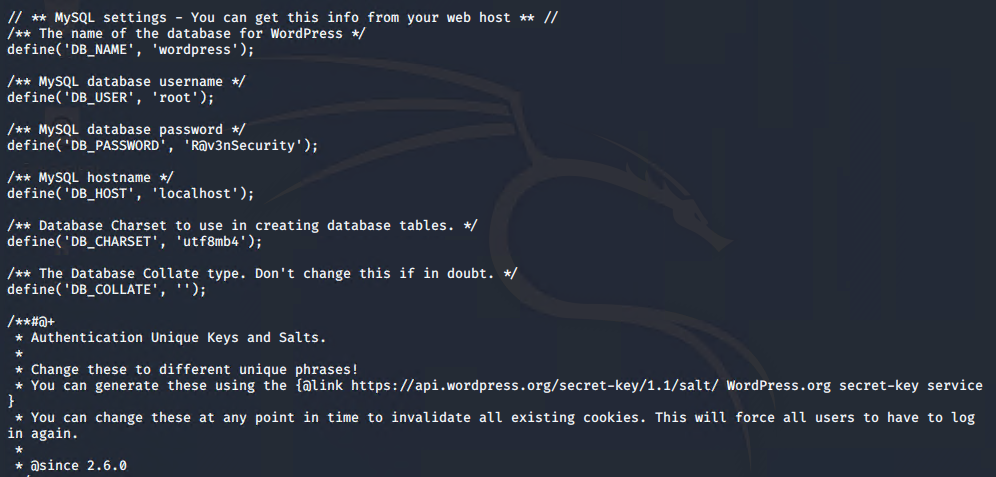 // ** MySQL settings - You can get this info from your web host ** //
/** The name of the database for WordPress */
define('DB_NAME', 'wordpress');
/** MySQL database username */
define('DB_USER', 'root');
/** MySQL database password */
define('DB_PASSWORD', 'R@v3nSecurity');
/** MySQL hostname */
define('DB_HOST', 'localhost');
/** Database Charset to use in creating database tables. */
define('DB_CHARSET', 'utf8mb4');
/** The Database Collate type. Don't change this if in doubt. */
define('DB_COLLATE', '');
/**#@+
 * Authentication Unique Keys and Salts.
 *
 * Change these to different unique phrases!
 * You can generate these using the {@link https://api.wordpress.org/secret-key/1.1/salt/ WordPress.org secret-key service
}
 * You can change these at any point in time to invalidate all existing cookies. This will force all users to have to log
in again.
 *
 * @since 2.6.0